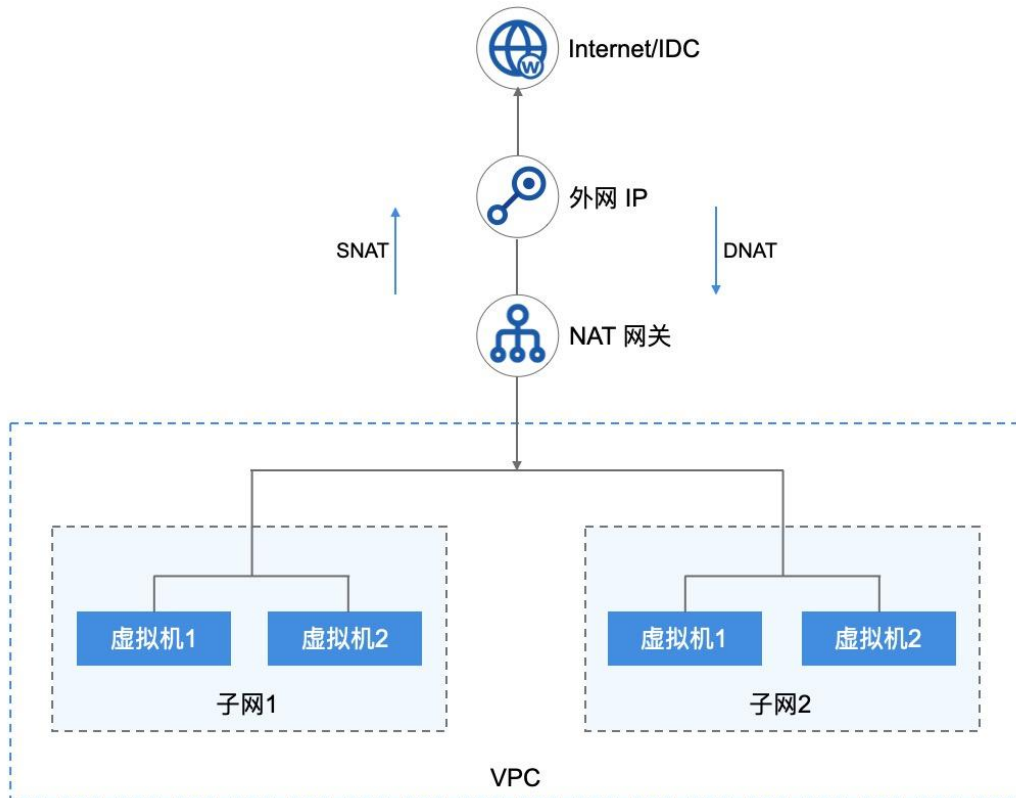 Internet/IDC
外网 IP
SNAT
DNAT
NAT 网关
虚拟机1
虚拟机2
虚拟机1
虚拟机2
子网1
子网2
VPC